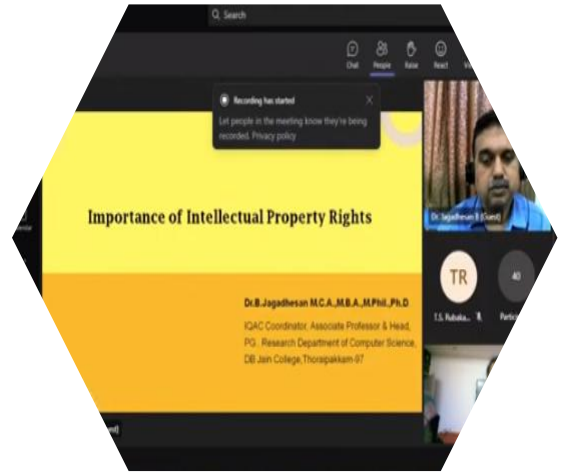 Search
Chat People Raise React
Recording has started
Let people in the meeting know they're being
recorded. Privacy policy
Importance of Intellectual Property Rights
Dr.B.Jagadhesan M.C.A.,M.B.A.,M.Phil.,Ph.D
IQAC Coordinator, Associate Professor & Head,
PG , Research Department of Computer Science,
DB Jain College,Thoraipakkam-97
Dr. Jagadhesan B (Guest)
TR
40
T.S. Rubaka...